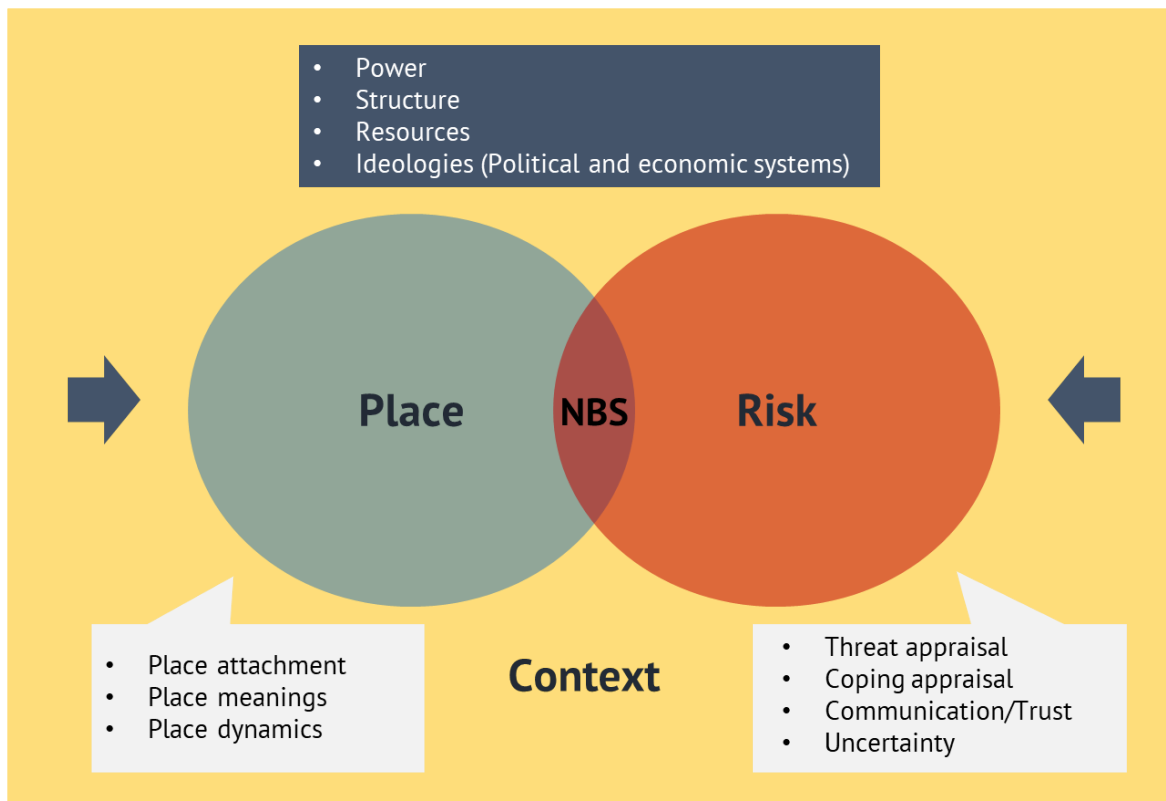 • Power
• Structure
• Resources
• Ideologies (Political and economic systems)
Place
NBS
Risk
• Place attachment
• Place meanings
• Place dynamics
Context
• Threat appraisal
• Coping appraisal
• Communication/Trust
• Uncertainty